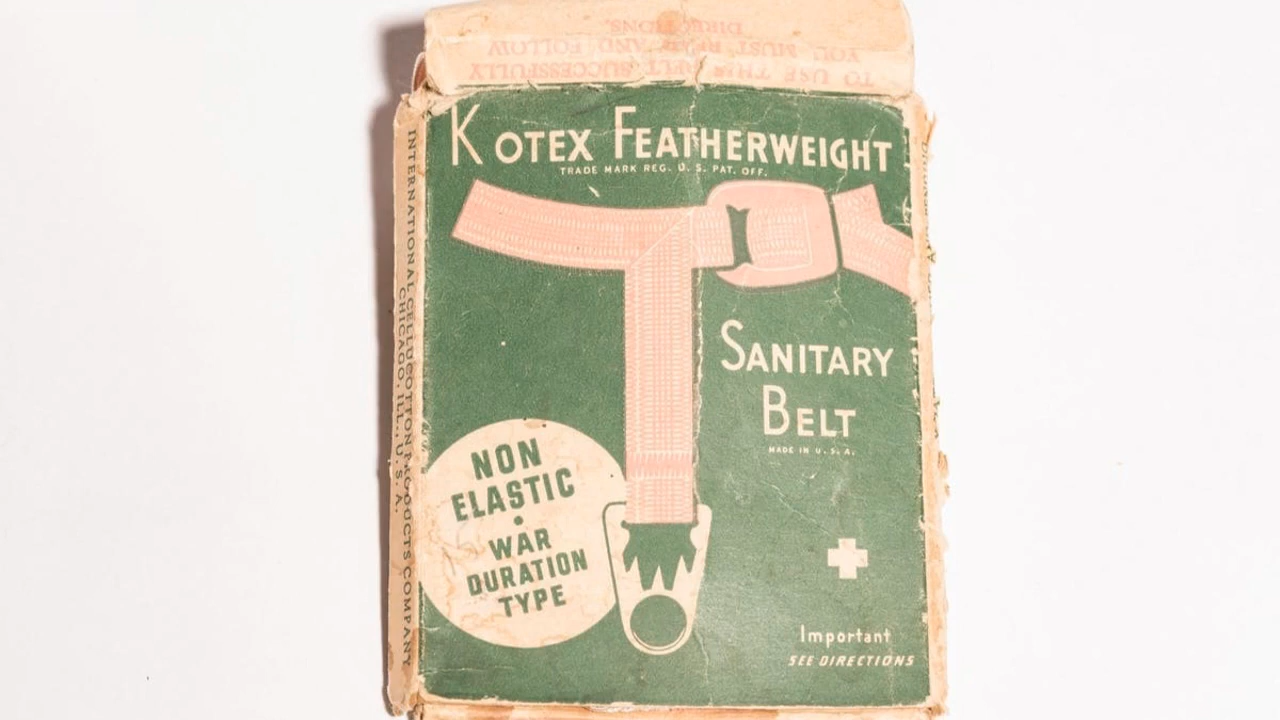 TO USE THIS BELT SUCCESSFULLY
YOU MUST READ AND FOLLOW
DIRECTIONS.
KOTEX FEATHERWEIGHT
TRADE MARK REG. U. S. PAT. OFF.
SANITARY
BELT
MADE IN U. S. A.
NON
ELASTIC
•
WAR
DURATION
TYPE
Important
SEE DIRECTIONS
INTERNATIONAL CELLUCOTTON PRODUCTS COMPANY
CHICAGO, ILL., U. S. A.